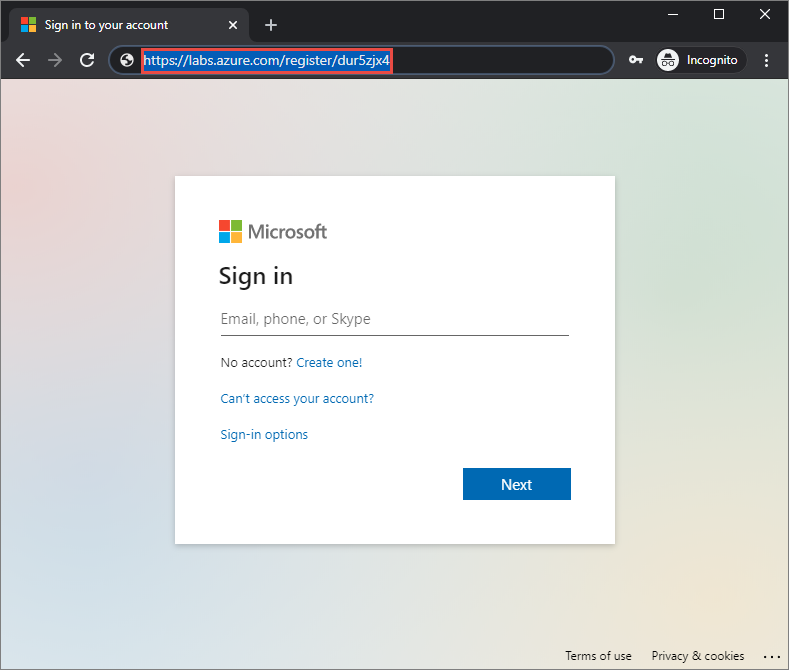 Sign in to your account
https://labs.azure.com/register/dur5zjx4
Incognito
Microsoft
Sign in
Email, phone, or Skype
No account? Create one!
Can't access your account?
Sign-in options
Next
Terms of use Privacy & cookies ...